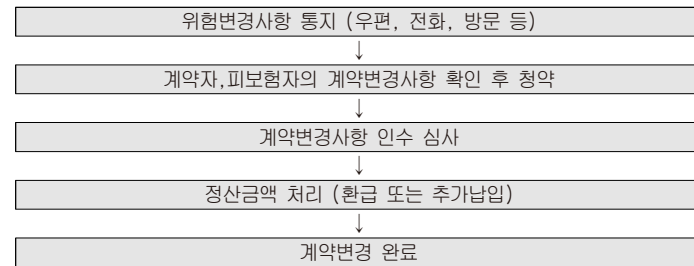 위험변경사항 통지 (우편, 전화, 방문 등)
↓
계약자,피보험자의 계약변경사항 확인 후 청약
↓
계약변경사항 인수 심사
↓
정산금액 처리 (환급 또는 추가납입)
↓
계약변경 완료